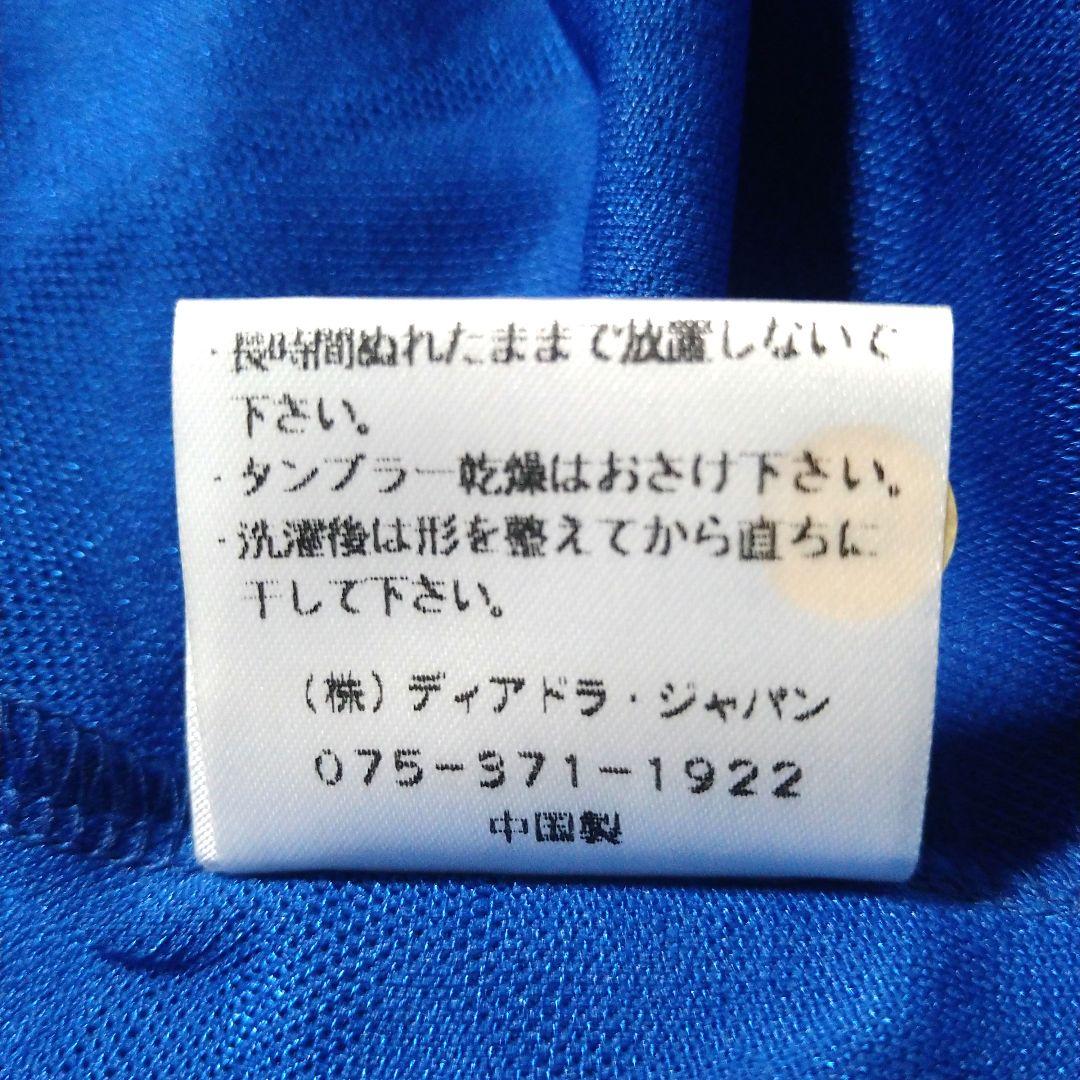 ・長時間ぬれたままで放置しないで
下さい。
・タンブラー乾燥はおさけ下さい。
・洗濯後は形を整えてから直ちに
干して下さい。
(株)ディアドラ・ジャパン
075-371-1922
中国製